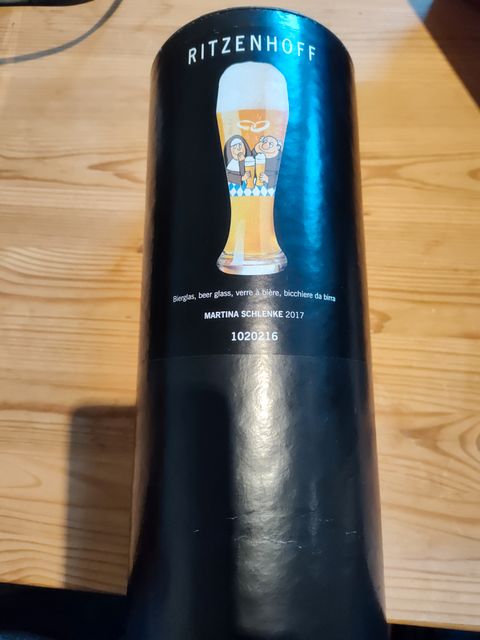 RITZENHOFF
Bierglas, beer glass, verre à bière, bicchiere da birra
MARTINA SCHLENKE 2017
1020216